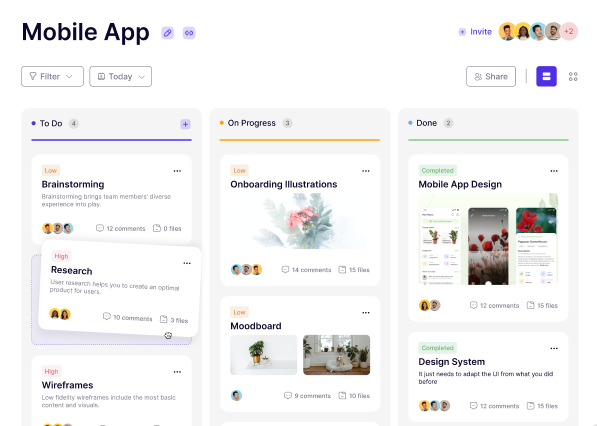 Mobile App
Invite
+2
Filter
Today
Share
To Do 4
Low
Brainstorming
Brainstorming brings team members' diverse
experience into play.
12 comments 0 files
High
Research
User research helps you to create an optimal
product for users.
10 comments 3 files
High
Wireframes
Low fidelity wireframes include the most basic
content and visuals.
On Progress 3
Low
Onboarding Illustrations
14 comments 15 files
Low
Moodboard
9 comments 10 files
Done 2
Completed
Mobile App Design
12 comments 15 files
Completed
Design System
It just needs to adapt the UI from what you did
before
12 comments 15 files